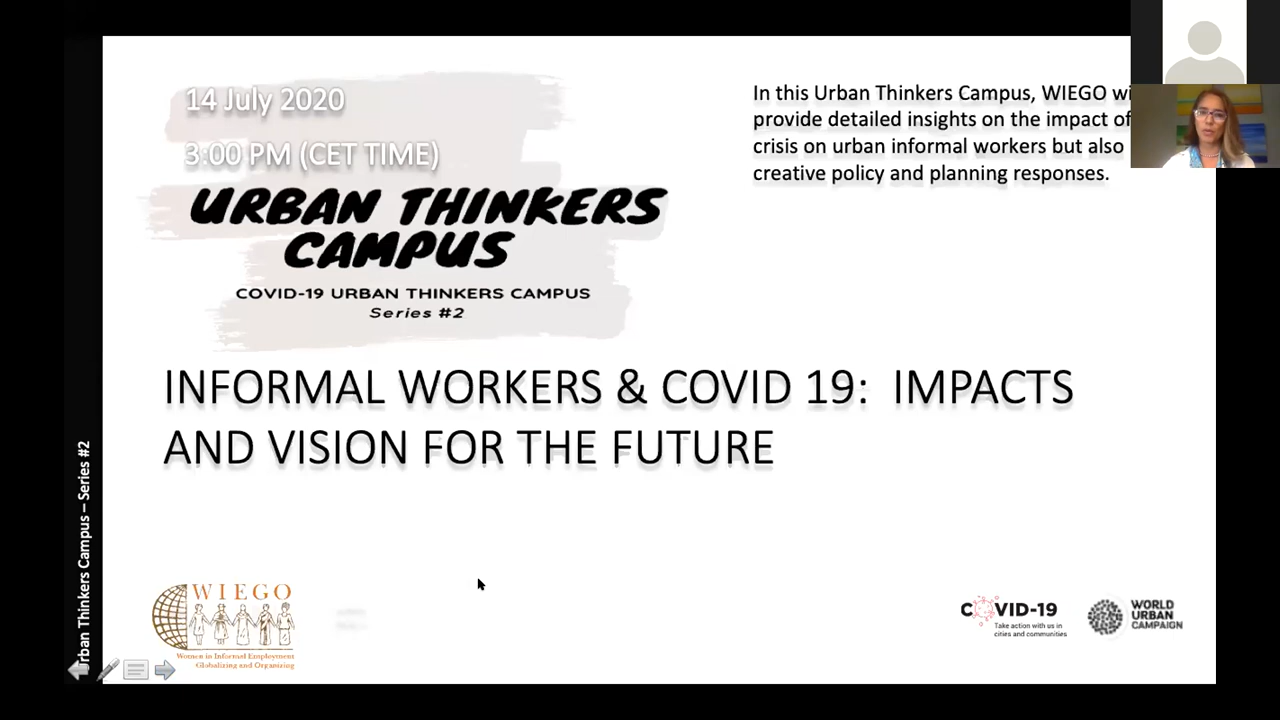 14 July 2020
3:00 PM (CET TIME)
URBAN THINKERS
CAMPUS
COVID-19 URBAN THINKERS CAMPUS
Series #2
In this Urban Thinkers Campus, WIEGO
provide detailed insights on the impact of
crisis on urban informal workers but also
creative policy and planning responses.
INFORMAL WORKERS & COVID 19: IMPACTS
AND VISION FOR THE FUTURE
Urban Thinkers Campus – Series #2
WIEGO
Women in Informal Employment
Globalizing and Organizing
COVID-19
Take action with us in
cities and communities
WORLD
URBAN
CAMPAIGN